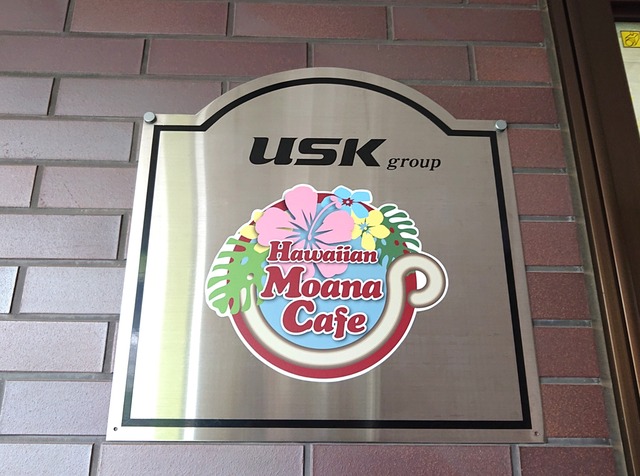 USK group
Hawaiian
Moana
Cafe